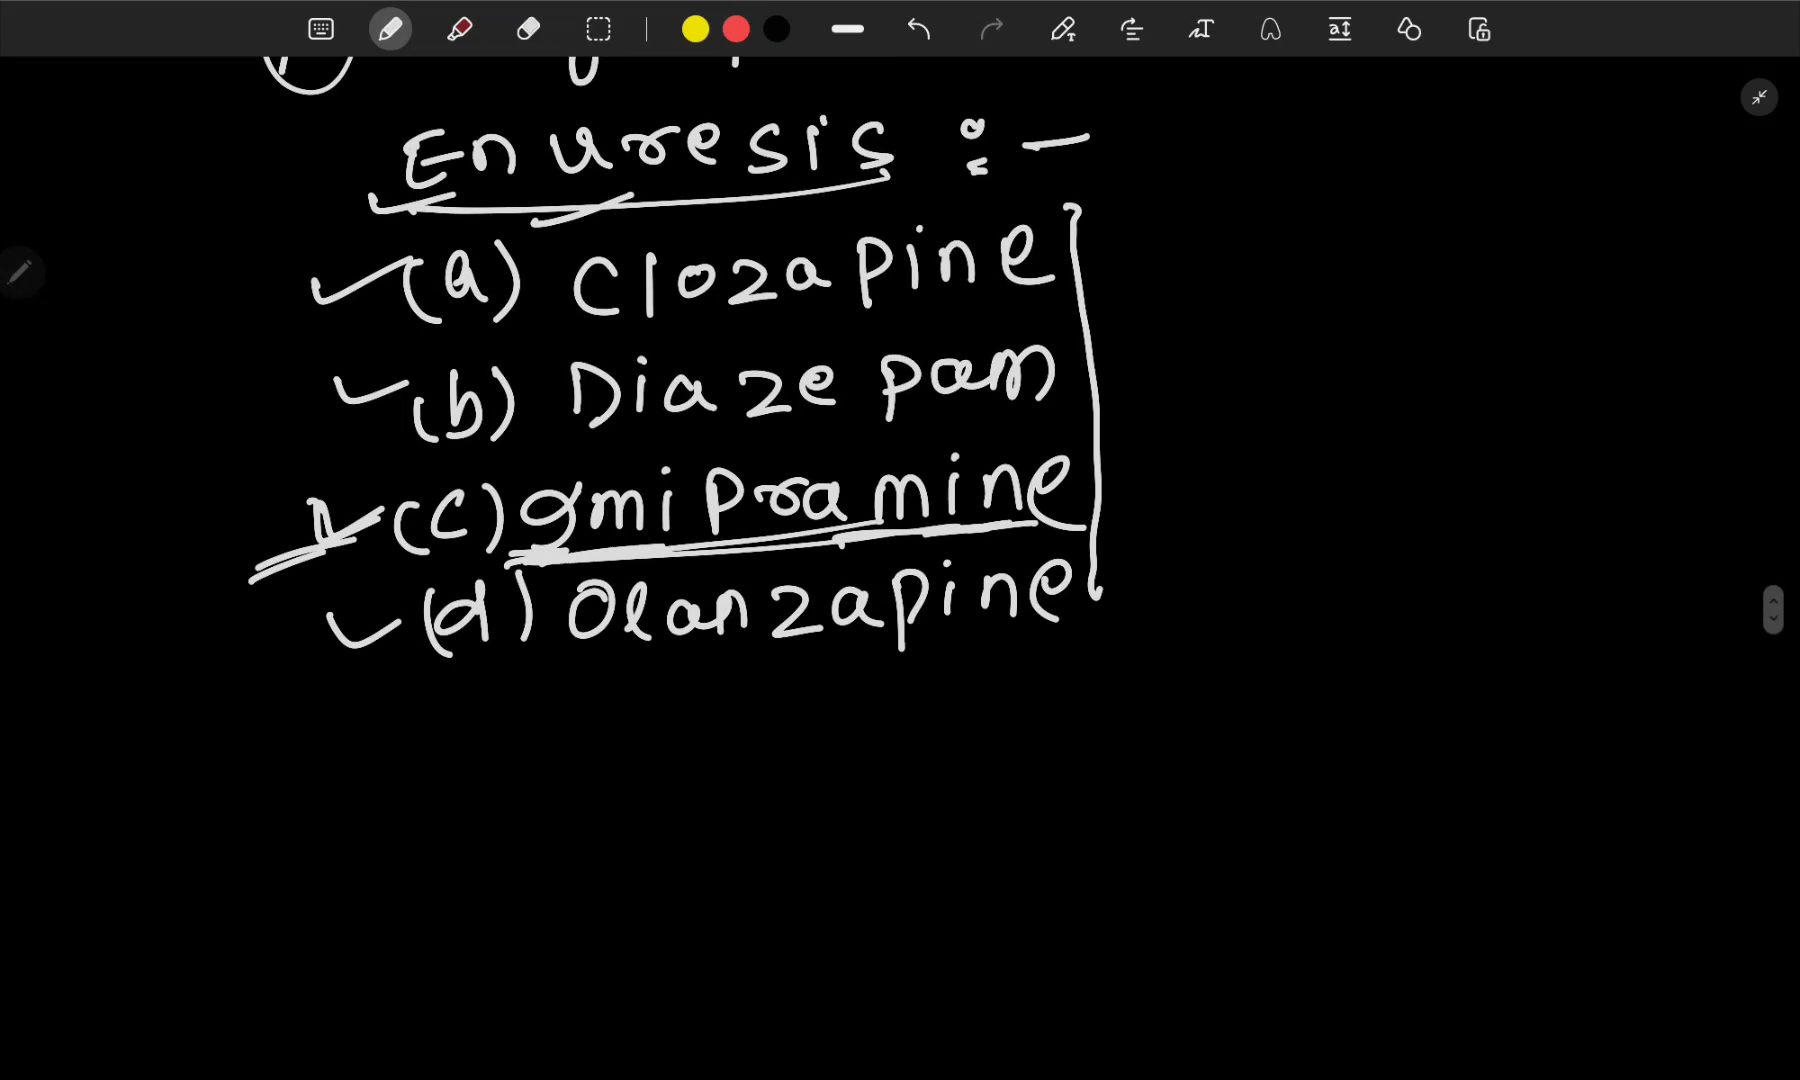 Enuresis :-
(a) Clozapine
(b) Diazepam
(c) Imipramine
(d) Olanzapine